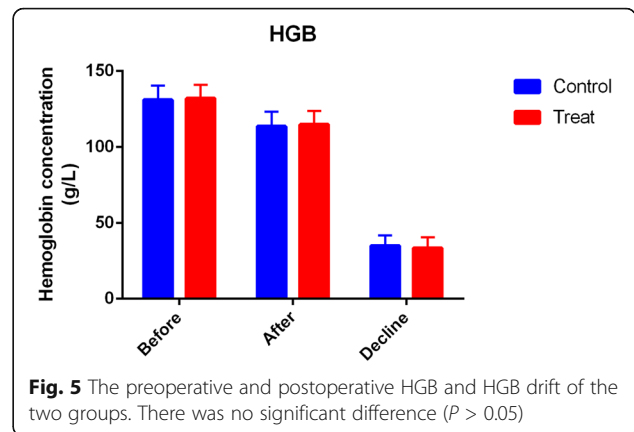 HGB
150
100
50
0
Hemoglobin concentration
(g/L)
Before
After
Decline
Control
Treat
Fig. 5 The preoperative and postoperative HGB and HGB drift of the
two groups. There was no significant difference (P > 0.05)